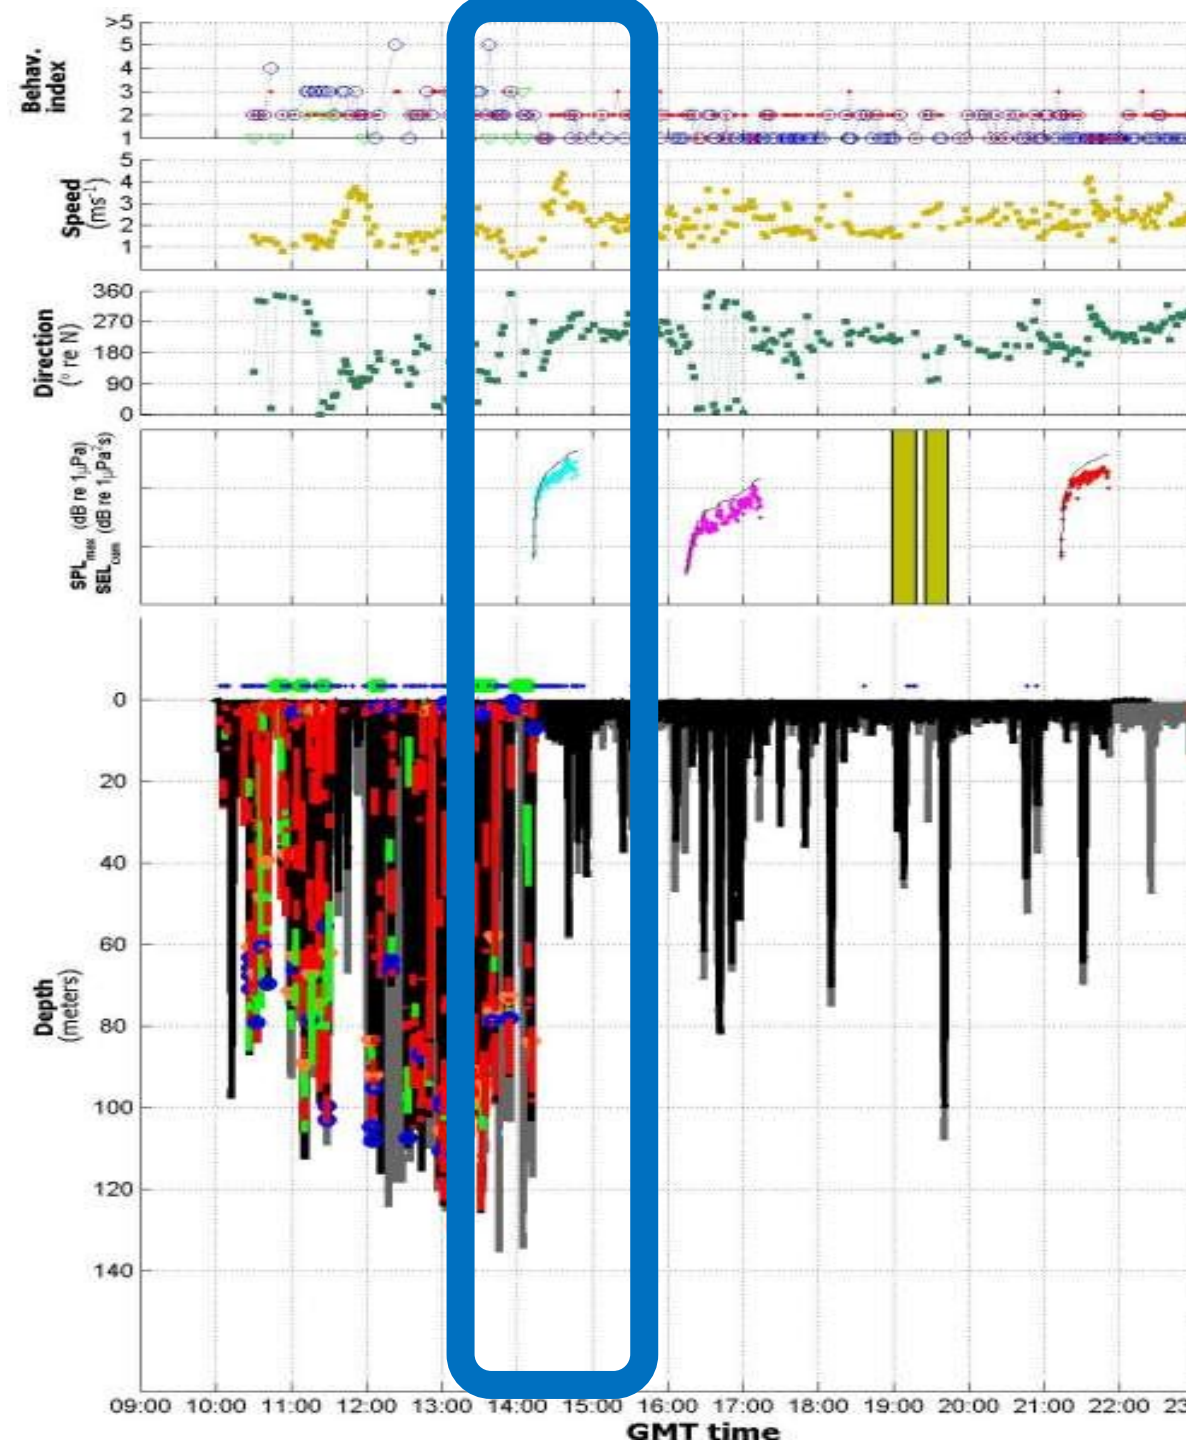 Behav.
index
>5
5
4
3
2
1
Speed
(ms⁻¹)
5
4
3
2
1
Direction
(° re N)
360
270
180
90
0
SPLmax (dB re 1μPa)
SELcum (dB re 1μPa²s)
Depth
(meters)
0
20
40
60
80
100
120
140
09:00 10:00 11:00 12:00 13:00 14:00 15:00 16:00 17:00 18:00 19:00 20:00 21:00 22:00 23
GMT time